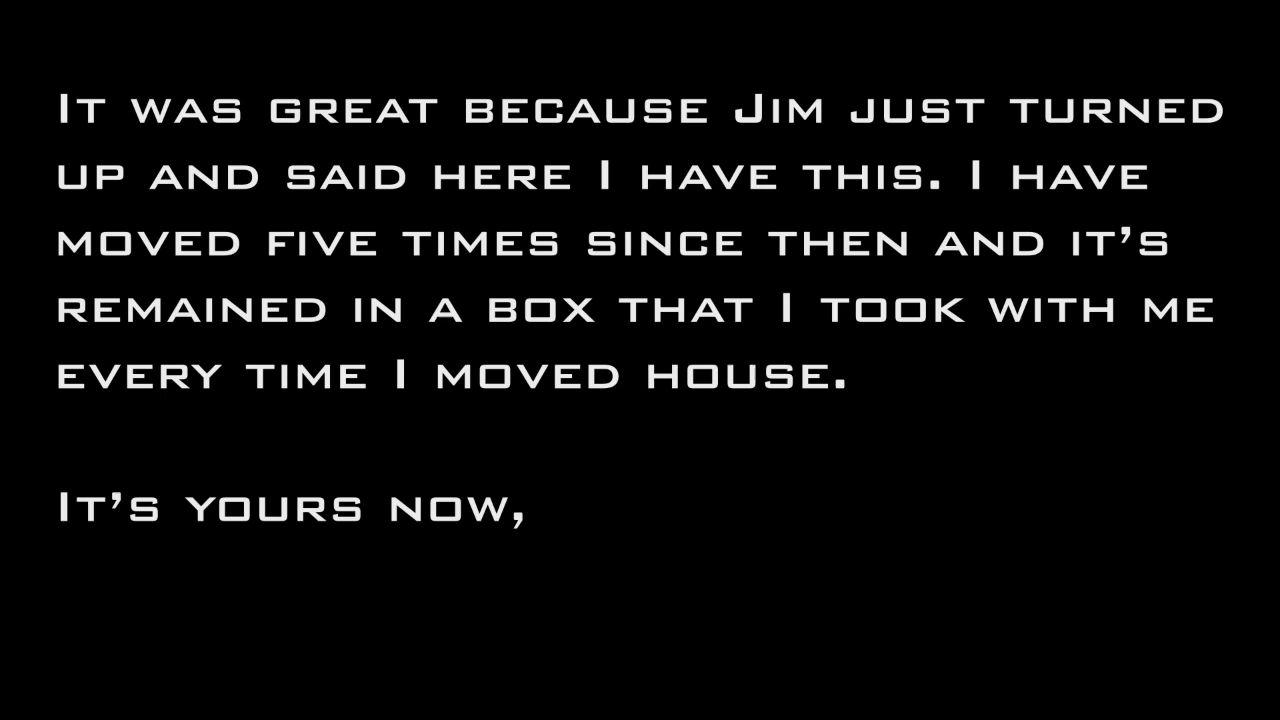 It was great because Jim just turned
up and said here I have this. I have
moved five times since then and it’s
remained in a box that I took with me
every time I moved house.
It’s yours now,